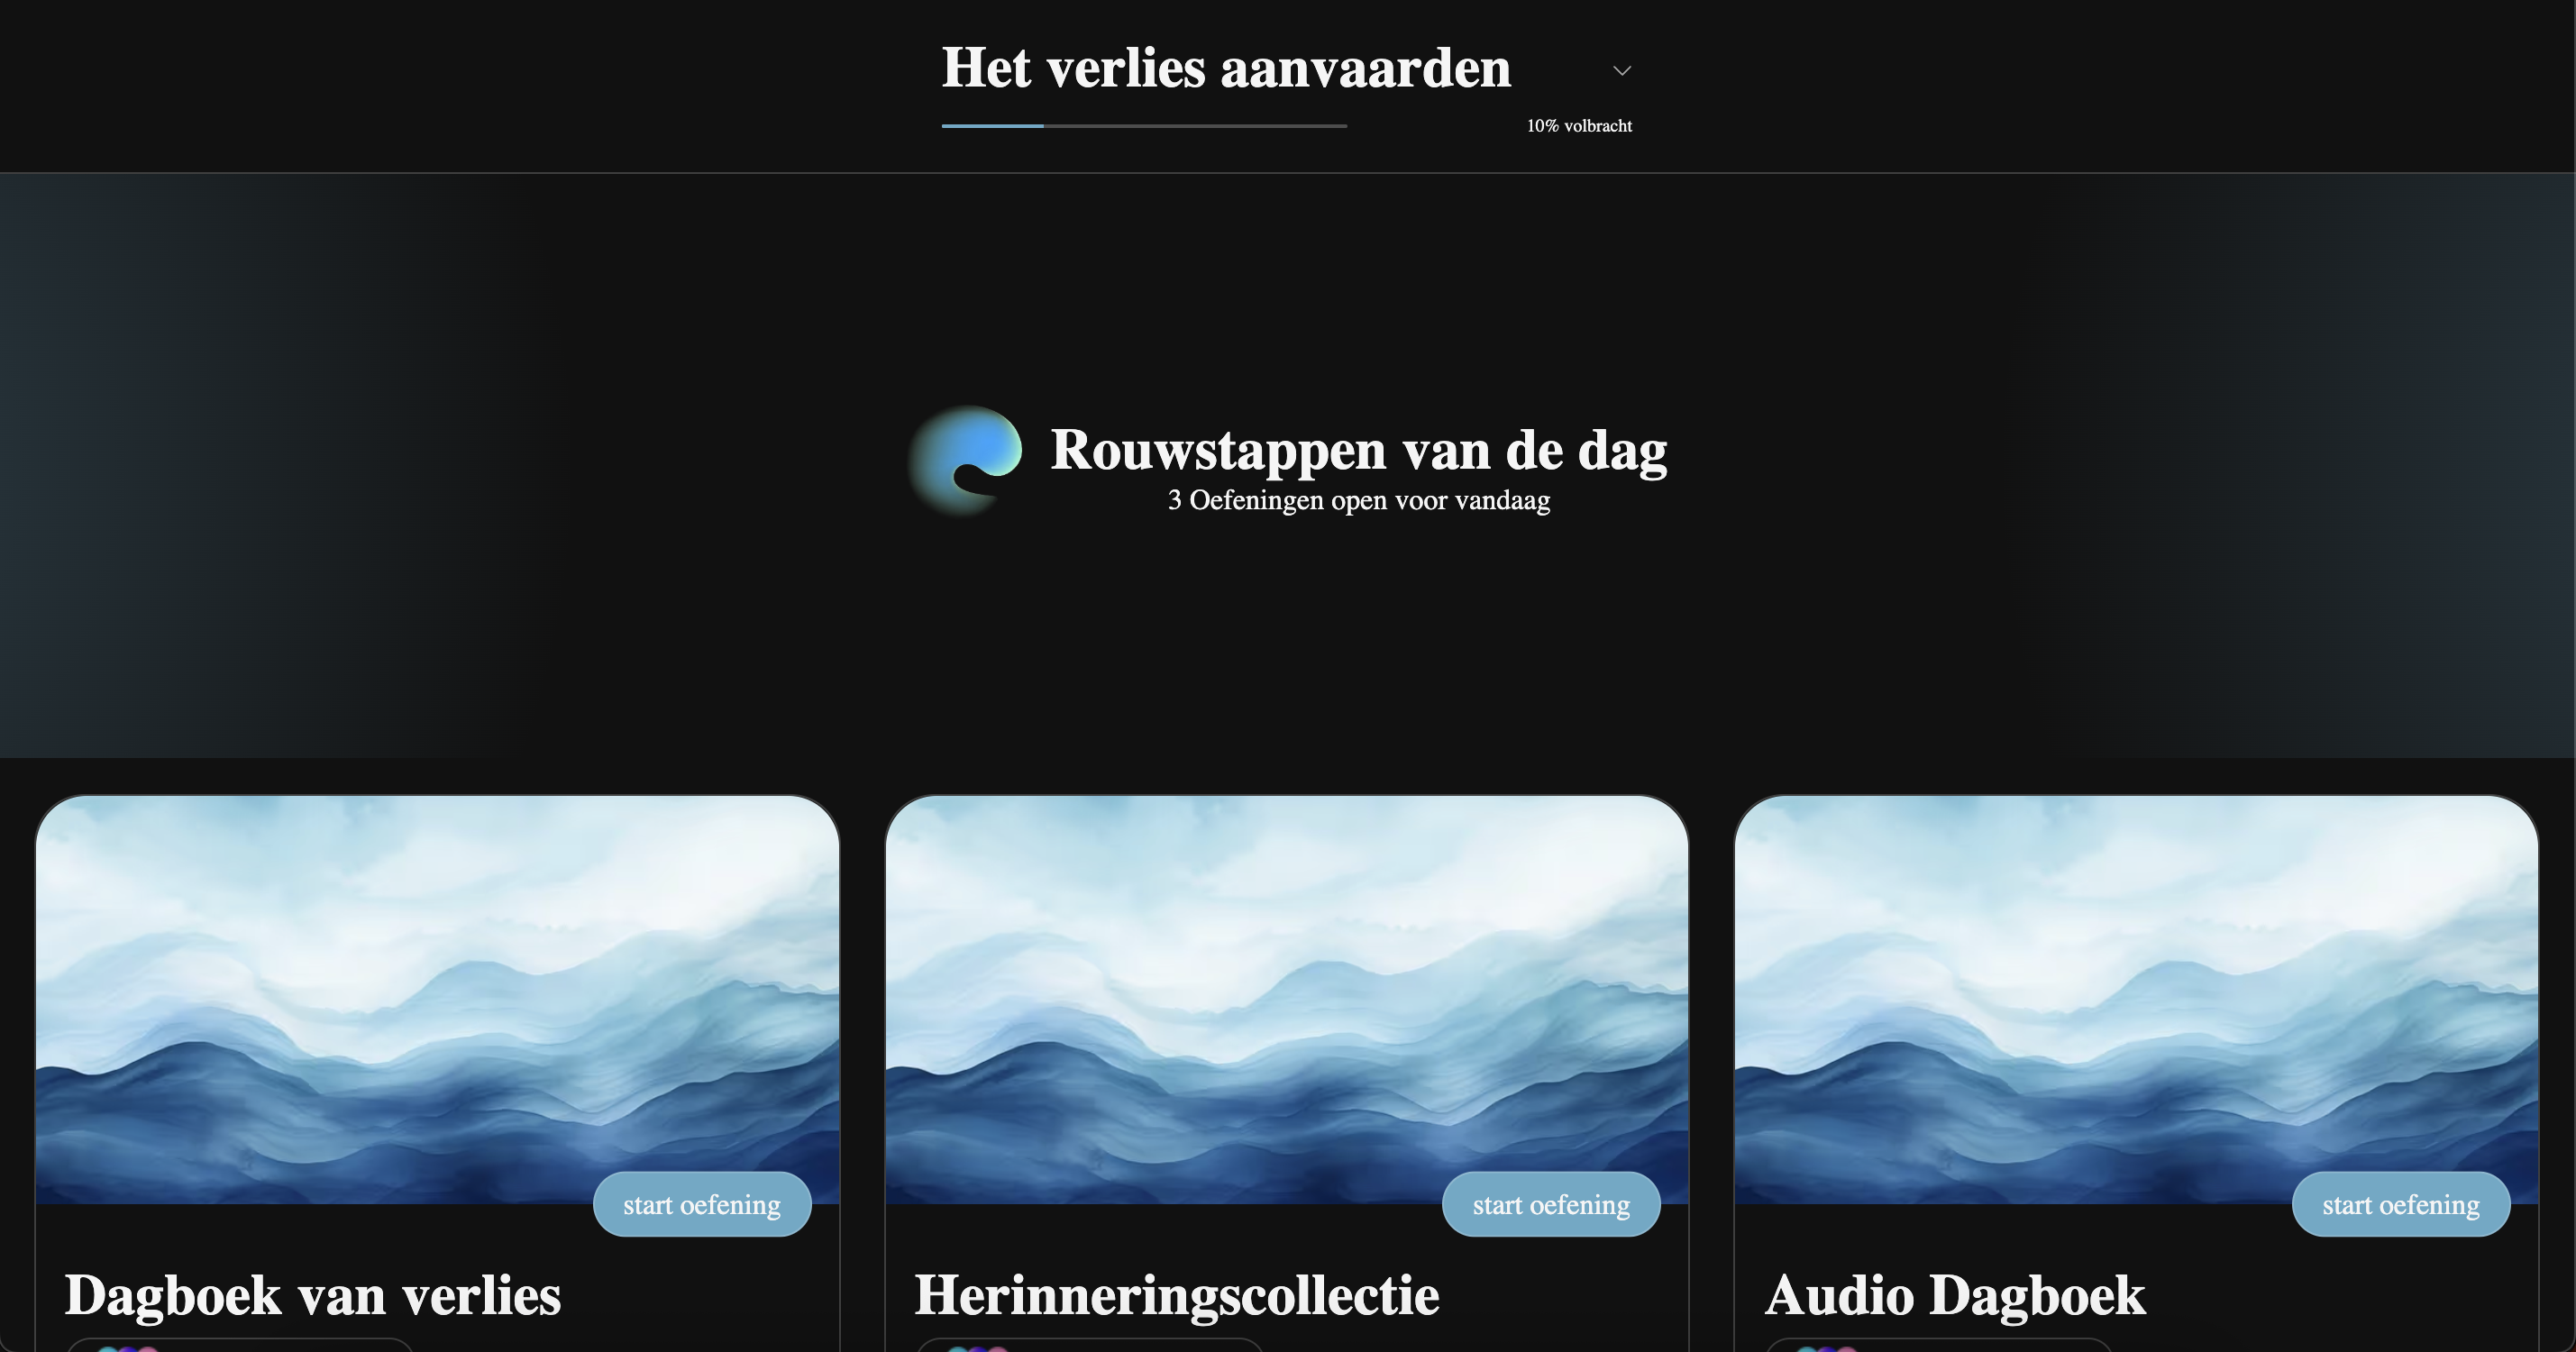 Het verlies aanvaarden
10% volbracht
Rouwstappen van de dag
3 Oefeningen open voor vandaag
start oefening
start oefening
start oefening
Dagboek van verlies
Herinneringscollectie
Audio Dagboek